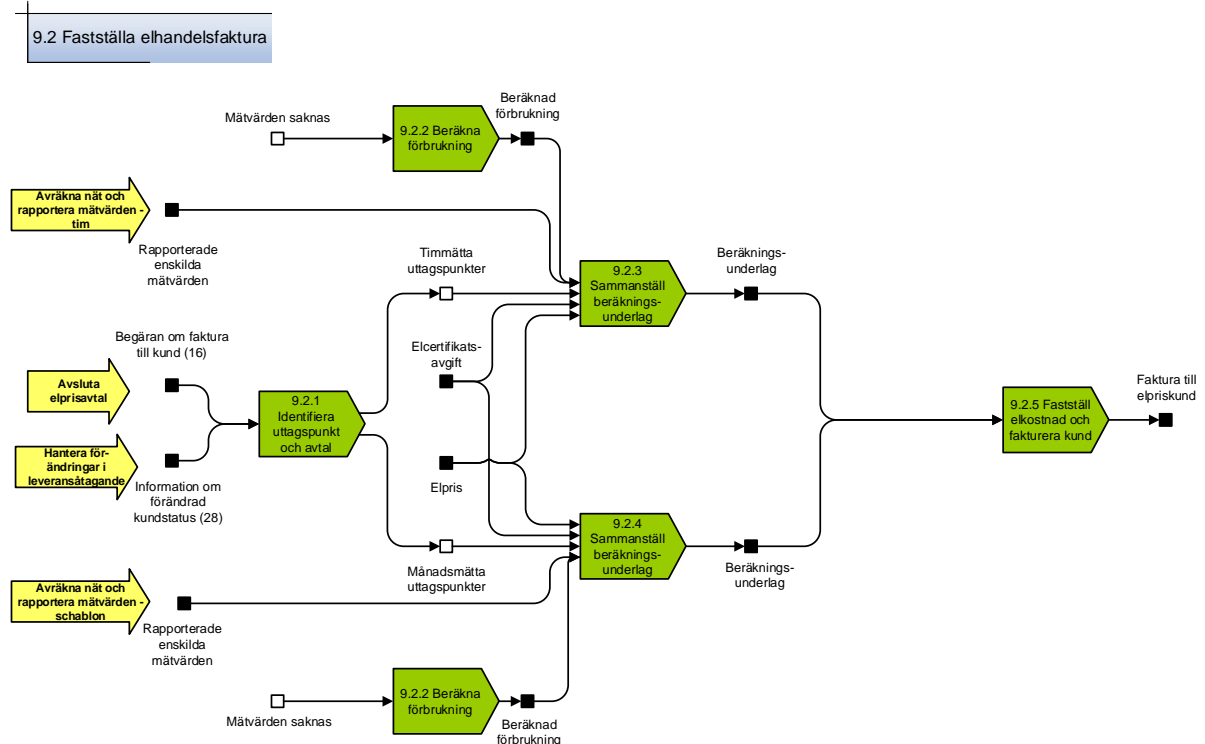 9.2 Fastställa elhandelsfaktura
Mätvärden saknas
9.2.2 Beräkna
förbrukning
Beräknad
förbrukning
Avräkna nät och
rapportera mätvärden -
tim
Rapporterade
enskilda
mätvärden
Timmätta
uttagspunkter
9.2.3
Sammanställ
beräknings-
underlag
Beräknings-
underlag
Begäran om faktura
till kund (16)
Avsluta
elprisavtal
Elcertifikats-
avgift
9.2.1
Identifiera
uttagspunkt
och avtal
9.2.5 Fastställ
elkostnad och
fakturera kund
Faktura till
elpriskund
Hantera för-
ändringar i
leveransåtagande
Information om
förändrad
kundstatus (28)
Elpris
9.2.4
Sammanställ
beräknings-
underlag
Beräknings-
underlag
Månadsmätta
uttagspunkter
Avräkna nät och
rapportera mätvärden -
schablon
Rapporterade
enskilda
mätvärden
Mätvärden saknas
9.2.2 Beräkna
förbrukning
Beräknad
förbrukning